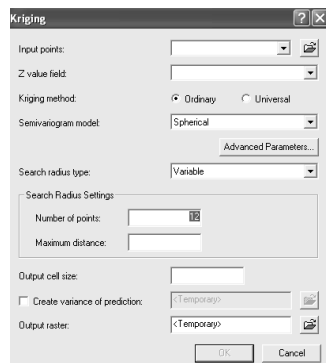 Kriging
Input points:
Z value field:
Kriging method: Ordinary Universal
Semivariogram model: Spherical
Advanced Parameters...
Search radius type: Variable
Search Radius Settings
Number of points: 12
Maximum distance:
Output cell size:
Create variance of prediction: <Temporary>
Output raster: <Temporary>
OK Cancel